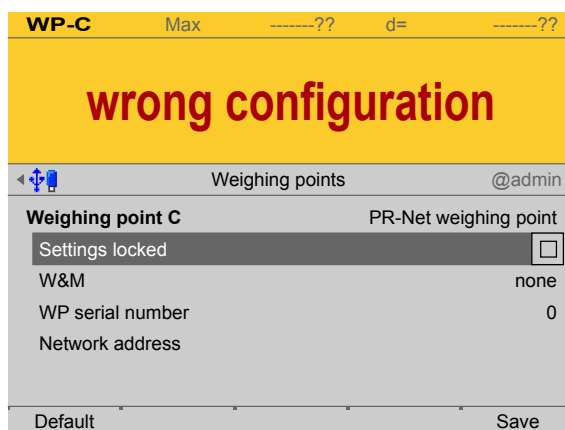 WP-C Max -------?? d= -------??
wrong configuration
Weighing points @admin
Weighing point C PR-Net weighing point
Settings locked
W&M none
WP serial number 0
Network address
Default Save